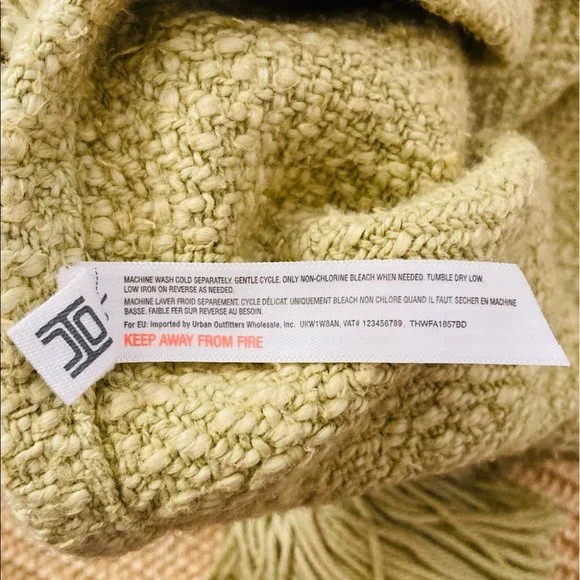 MACHINE WASH COLD SEPARATELY. GENTLE CYCLE. ONLY NON-CHLORINE BLEACH WHEN NEEDED. TUMBLE DRY LOW.
LOW IRON ON REVERSE AS NEEDED.
MACHINE LAVER FROID SEPAREMENT. CYCLE DÉLICAT. UNIQUEMENT BLEACH NON CHLORE QUAND IL FAUT. SECHER EN MACHINE
BASSE. FAIBLE FER SUR REVERSE AU BESOIN.
For EU: Imported by Urban Outfitters Wholesale, Inc. UKW1W8AN, VAT# 123456789. THWFA1857BD
KEEP AWAY FROM FIRE